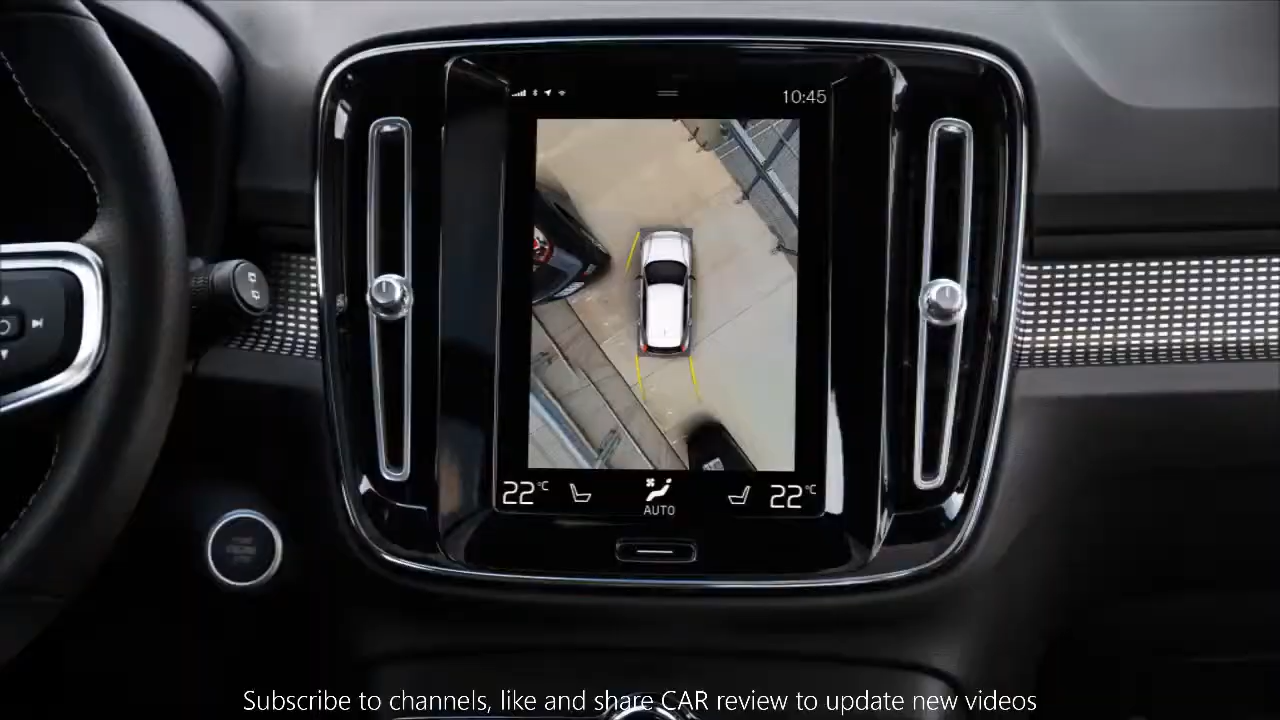 10:45
22°C
AUTO
22°C
Subscribe to channels, like and share CAR review to update new videos